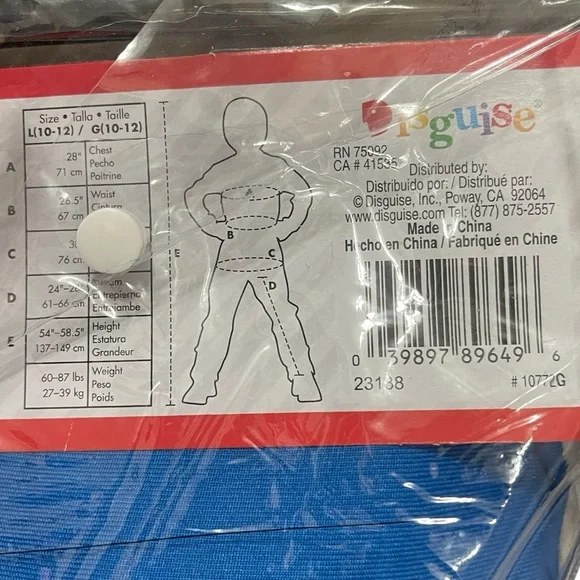 Size • Talla • Taille
L(10-12) / G(10-12)
A
28"
71 cm
Chest
Pecho
Poitrine
B
26.5"
67 cm
Waist
Cintura
C
76 cm
D
61-66 cm
Entrepierna
Entrejambe
E
54"-58.5"
137-149 cm
Height
Estatura
Grandeur
60-87 lbs
27-39 kg
Weight
Peso
Poids
A
B
C
D
E
Disguise
RN 75092
CA # 41535
Distributed by:
Distribuido por: / Distribué par:
© Disguise, Inc., Poway, CA 92064
www.disguise.com Tel: (877) 875-2557
Made in China
Hecho en China / Fabriqué en Chine
0 39897 89649 6
23138
# 10772G